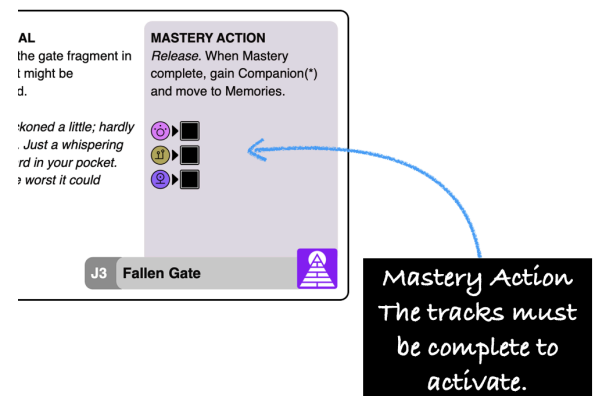 AL
the gate fragment in
t might be
d.
ckoned a little; hardly
. Just a whispering
rd in your pocket.
e worst it could
MASTERY ACTION
Release. When Mastery
complete, gain Companion(*)
and move to Memories.
J3 Fallen Gate
Mastery Action
The tracks must
be complete to
activate.